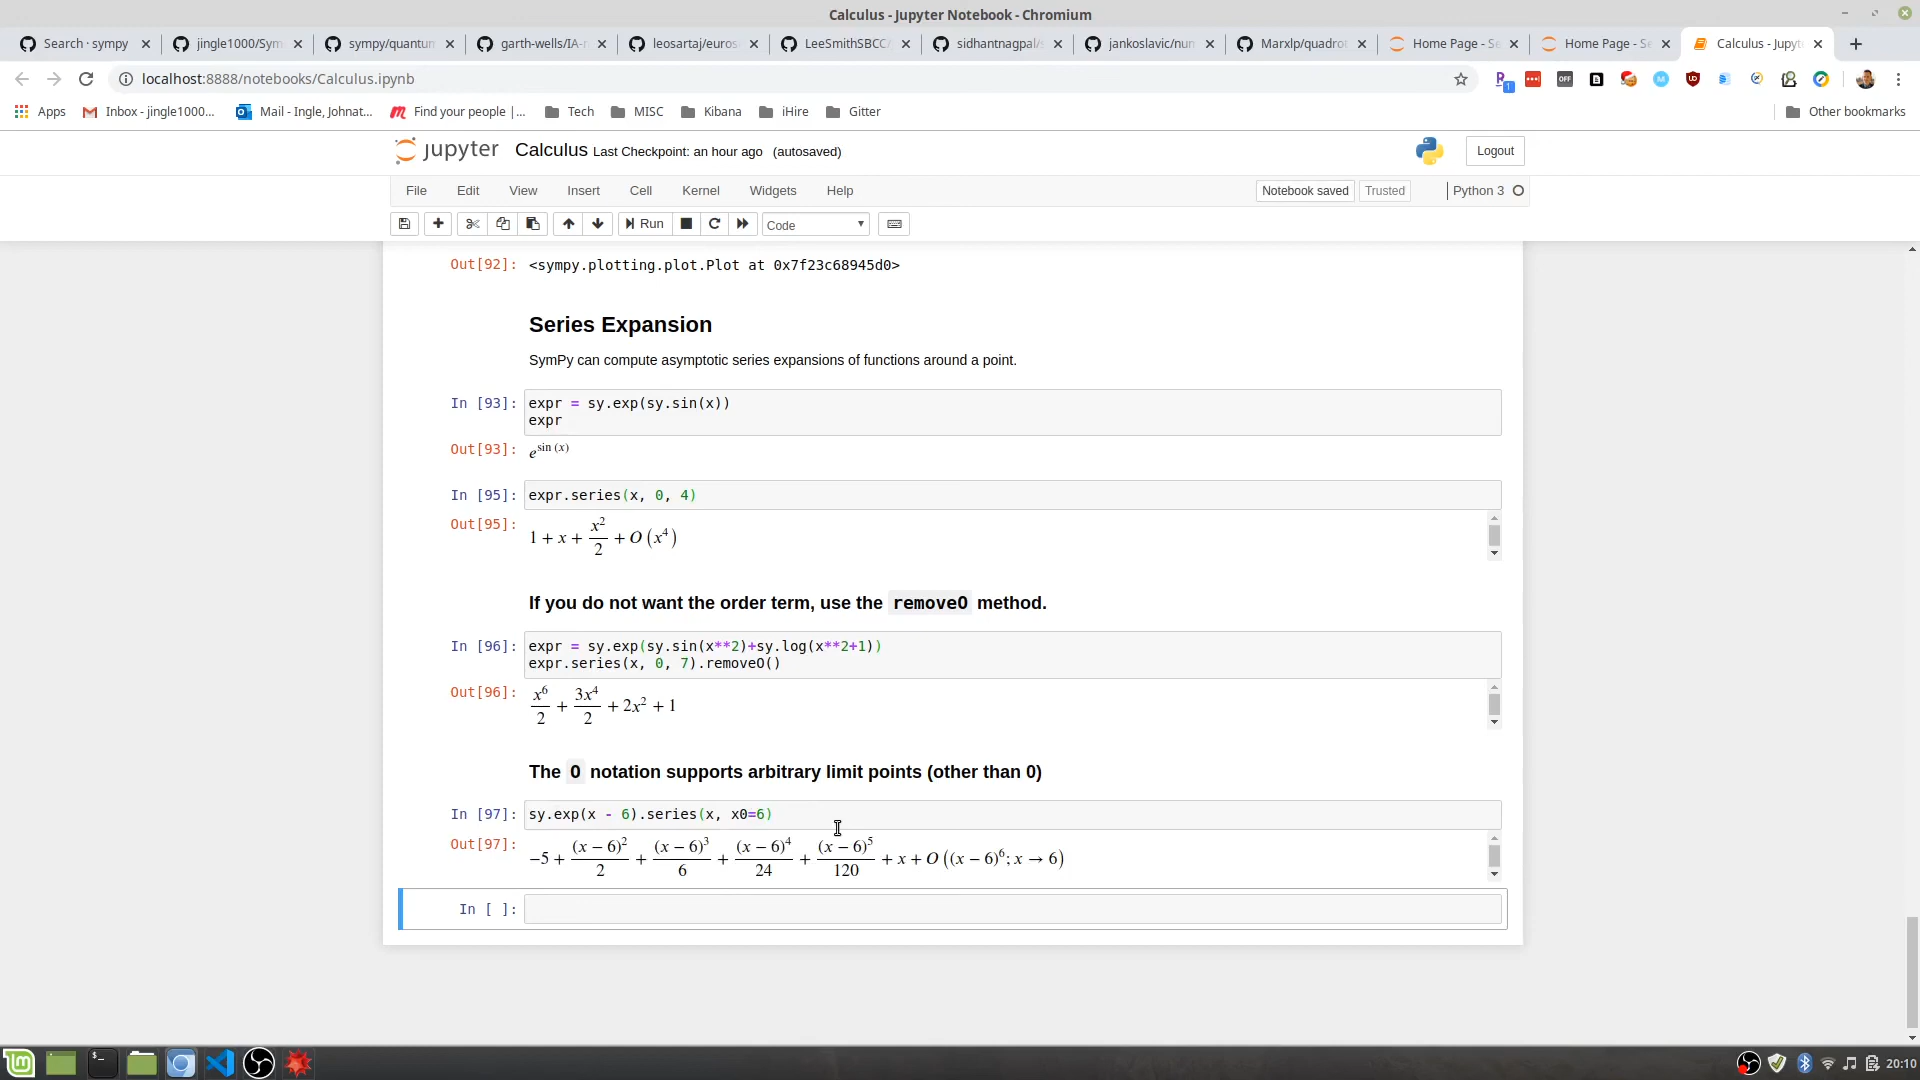 Calculus - Jupyter Notebook - Chromium
Search · sympy
jingle1000/Sym
sympy/quantum
garth-wells/IA-
leosartaj/euros
LeeSmithSBCC/
sidhantnagpal/
jankoslavic/num
Marxlp/quadrot
Home Page - Se
Home Page - Se
Calculus - Jupyt
localhost:8888/notebooks/Calculus.ipynb
Apps
Inbox - jingle1000...
Mail - Ingle, Johnat...
Find your people |...
Tech
MISC
Kibana
iHire
Gitter
Other bookmarks
jupyter Calculus Last Checkpoint: an hour ago (autosaved)
Logout
File Edit View Insert Cell Kernel Widgets Help
Notebook saved Trusted Python 3
Run Code
Out[92]: <sympy.plotting.plot.Plot at 0x7f23c68945d0>
Series Expansion
SymPy can compute asymptotic series expansions of functions around a point.
In [93]: expr = sy.exp(sy.sin(x))
expr
Out[93]: e^sin (x)
In [95]: expr.series(x, 0, 4)
Out[95]: 1 + x + x^2/2 + O (x^4)
If you do not want the order term, use the removeO method.
In [96]: expr = sy.exp(sy.sin(x**2)+sy.log(x**2+1))
expr.series(x, 0, 7).removeO()
Out[96]: x^6/2 + 3x^4/2 + 2x^2 + 1
The O notation supports arbitrary limit points (other than 0)
In [97]: sy.exp(x - 6).series(x, x0=6)
Out[97]: −5 + (x − 6)^2/2 + (x − 6)^3/6 + (x − 6)^4/24 + (x − 6)^5/120 + x + O ((x − 6)^6; x → 6)
In [ ]:
20:10